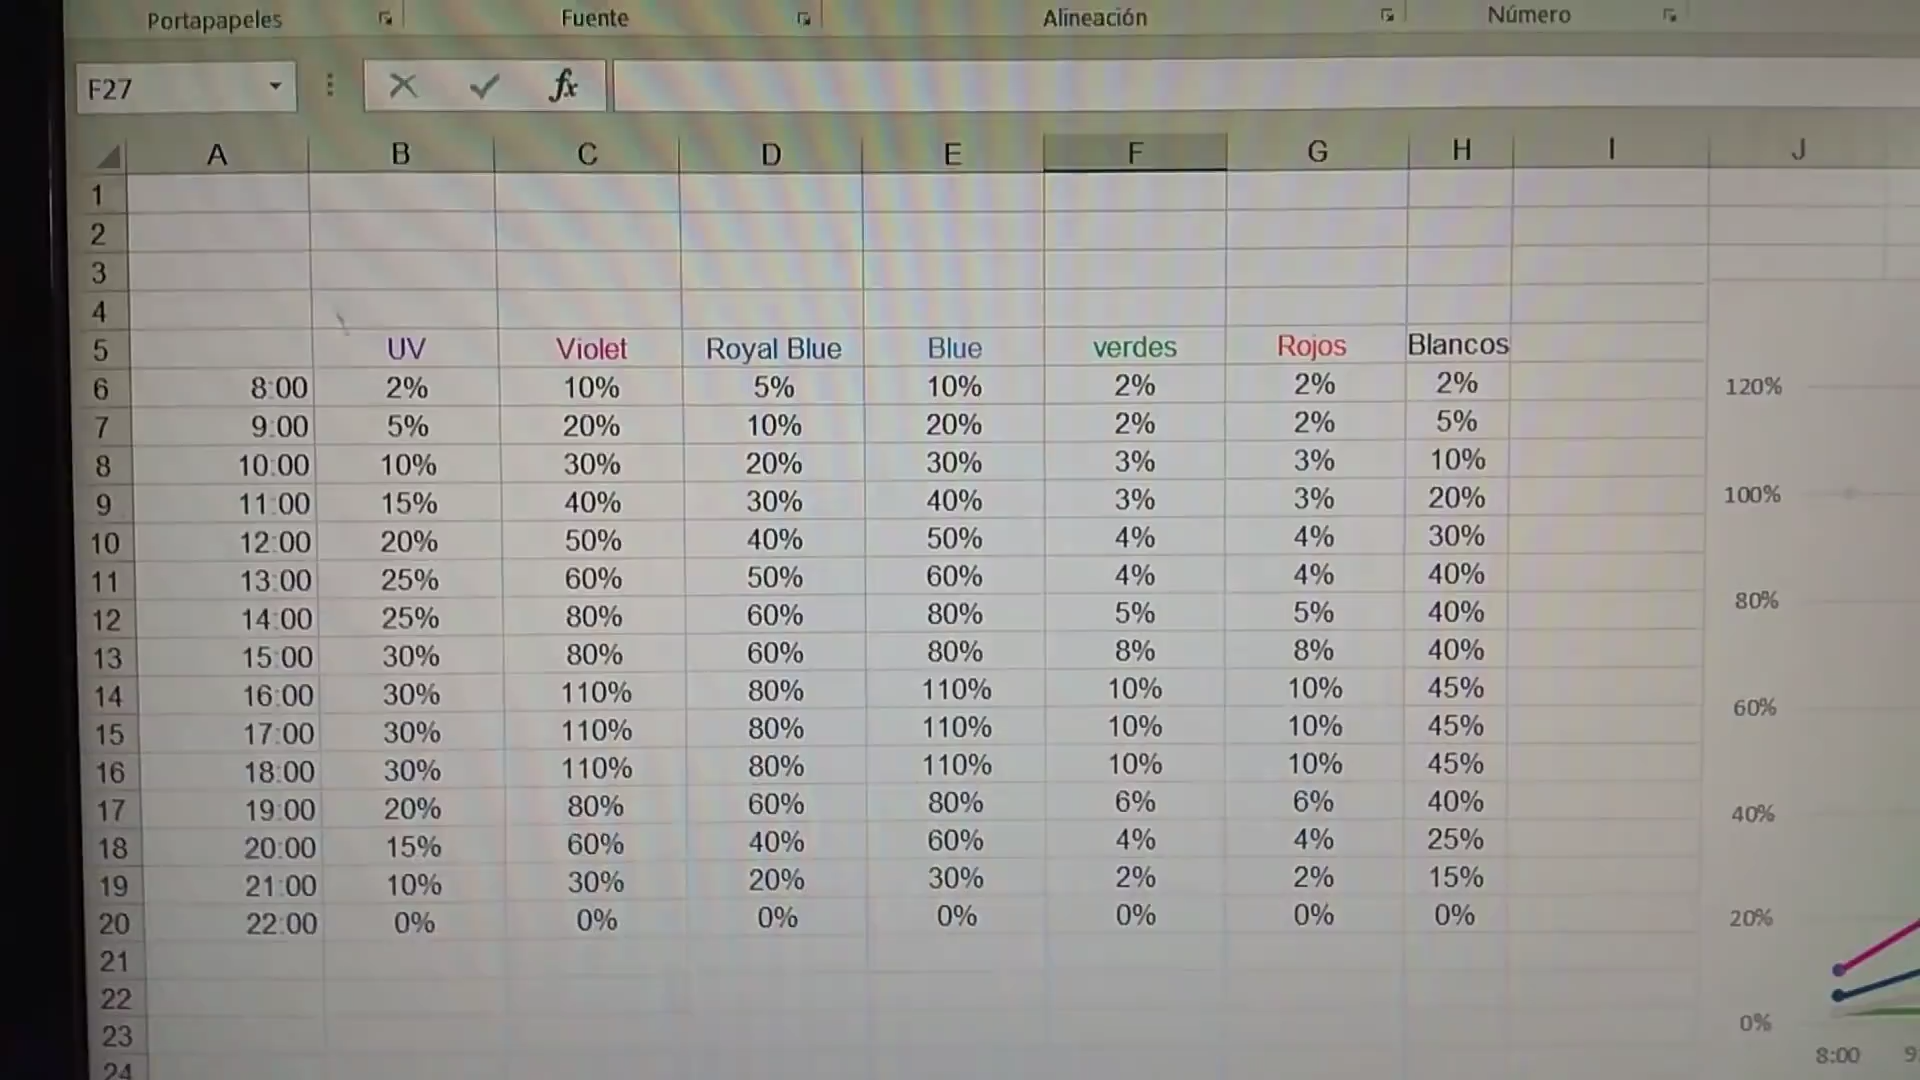 Portapapeles Fuente Alineación Número
F27 fx
A B C D E F G H I J
1
2
3
4
5 UV Violet Royal Blue Blue verdes Rojos Blancos
6 8:00 2% 10% 5% 10% 2% 2% 2% 120%
7 9:00 5% 20% 10% 20% 2% 2% 5%
8 10:00 10% 30% 20% 30% 3% 3% 10%
9 11:00 15% 40% 30% 40% 3% 3% 20% 100%
10 12:00 20% 50% 40% 50% 4% 4% 30%
11 13:00 25% 60% 50% 60% 4% 4% 40%
12 14:00 25% 80% 60% 80% 5% 5% 40% 80%
13 15:00 30% 80% 60% 80% 8% 8% 40%
14 16:00 30% 110% 80% 110% 10% 10% 45% 60%
15 17:00 30% 110% 80% 110% 10% 10% 45%
16 18:00 30% 110% 80% 110% 10% 10% 45%
17 19:00 20% 80% 60% 80% 6% 6% 40% 40%
18 20:00 15% 60% 40% 60% 4% 4% 25%
19 21:00 10% 30% 20% 30% 2% 2% 15%
20 22:00 0% 0% 0% 0% 0% 0% 0% 20%
21
22
23 0%
24 8:00 9